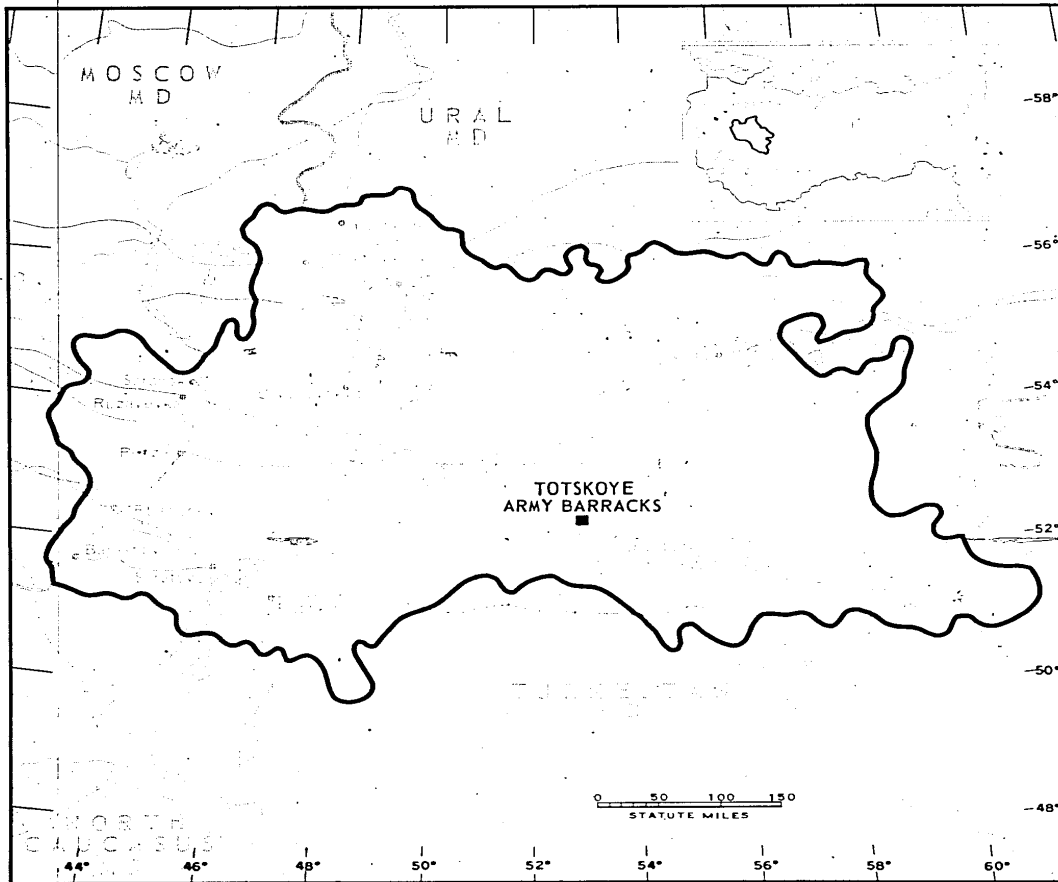 MOSCOW
MD
URAL
MD
58°
56°
54°
TOTSKOYE
ARMY BARRACKS
52°
50°
TURKESTAN
0 50 100 150
STATUTE MILES
48°
NORTH
CAUCASUS
44° 46° 48° 50° 52° 54° 56° 58° 60°